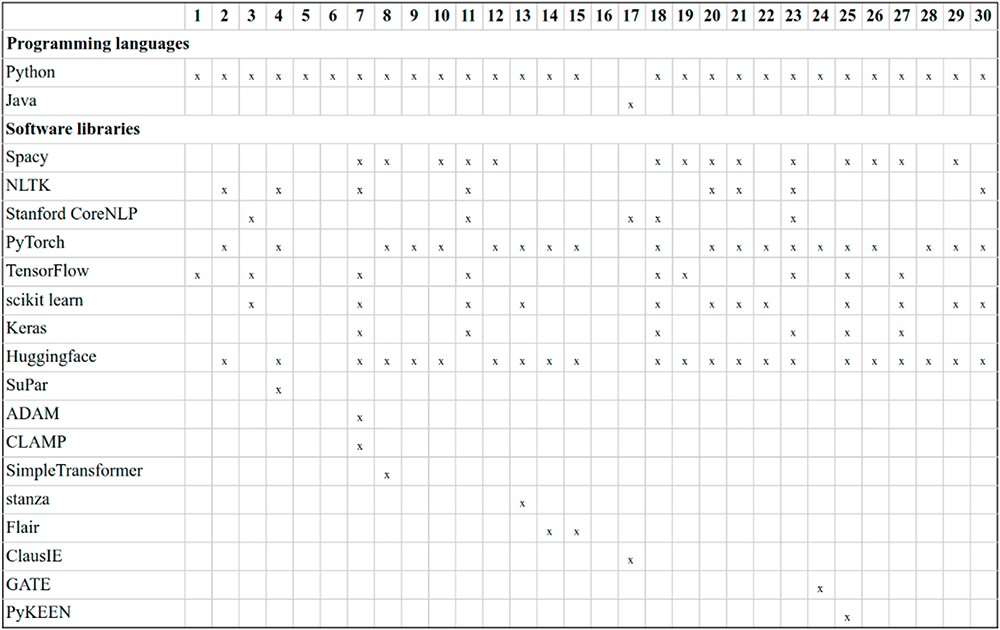 1 2 3 4 5 6 7 8 9 10 11 12 13 14 15 16 17 18 19 20 21 22 23 24 25 26 27 28 29 30
Programming languages
Python x x x x x x x x x x x x x x x x x x x x x x x x x x x x
Java x
Software libraries
Spacy x x x x x x x x x x x x x x
NLTK x x x x x x x x
Stanford CoreNLP x x x x x
PyTorch x x x x x x x x x x x x x x x x x x x x
TensorFlow x x x x x x x x x
scikit learn x x x x x x x x x x x x
Keras x x x x x x
Huggingface x x x x x x x x x x x x x x x x x x x x x x
SuPar x
ADAM x
CLAMP x
SimpleTransformer x
stanza x
Flair x x
ClausIE x
GATE x
PyKEEN x